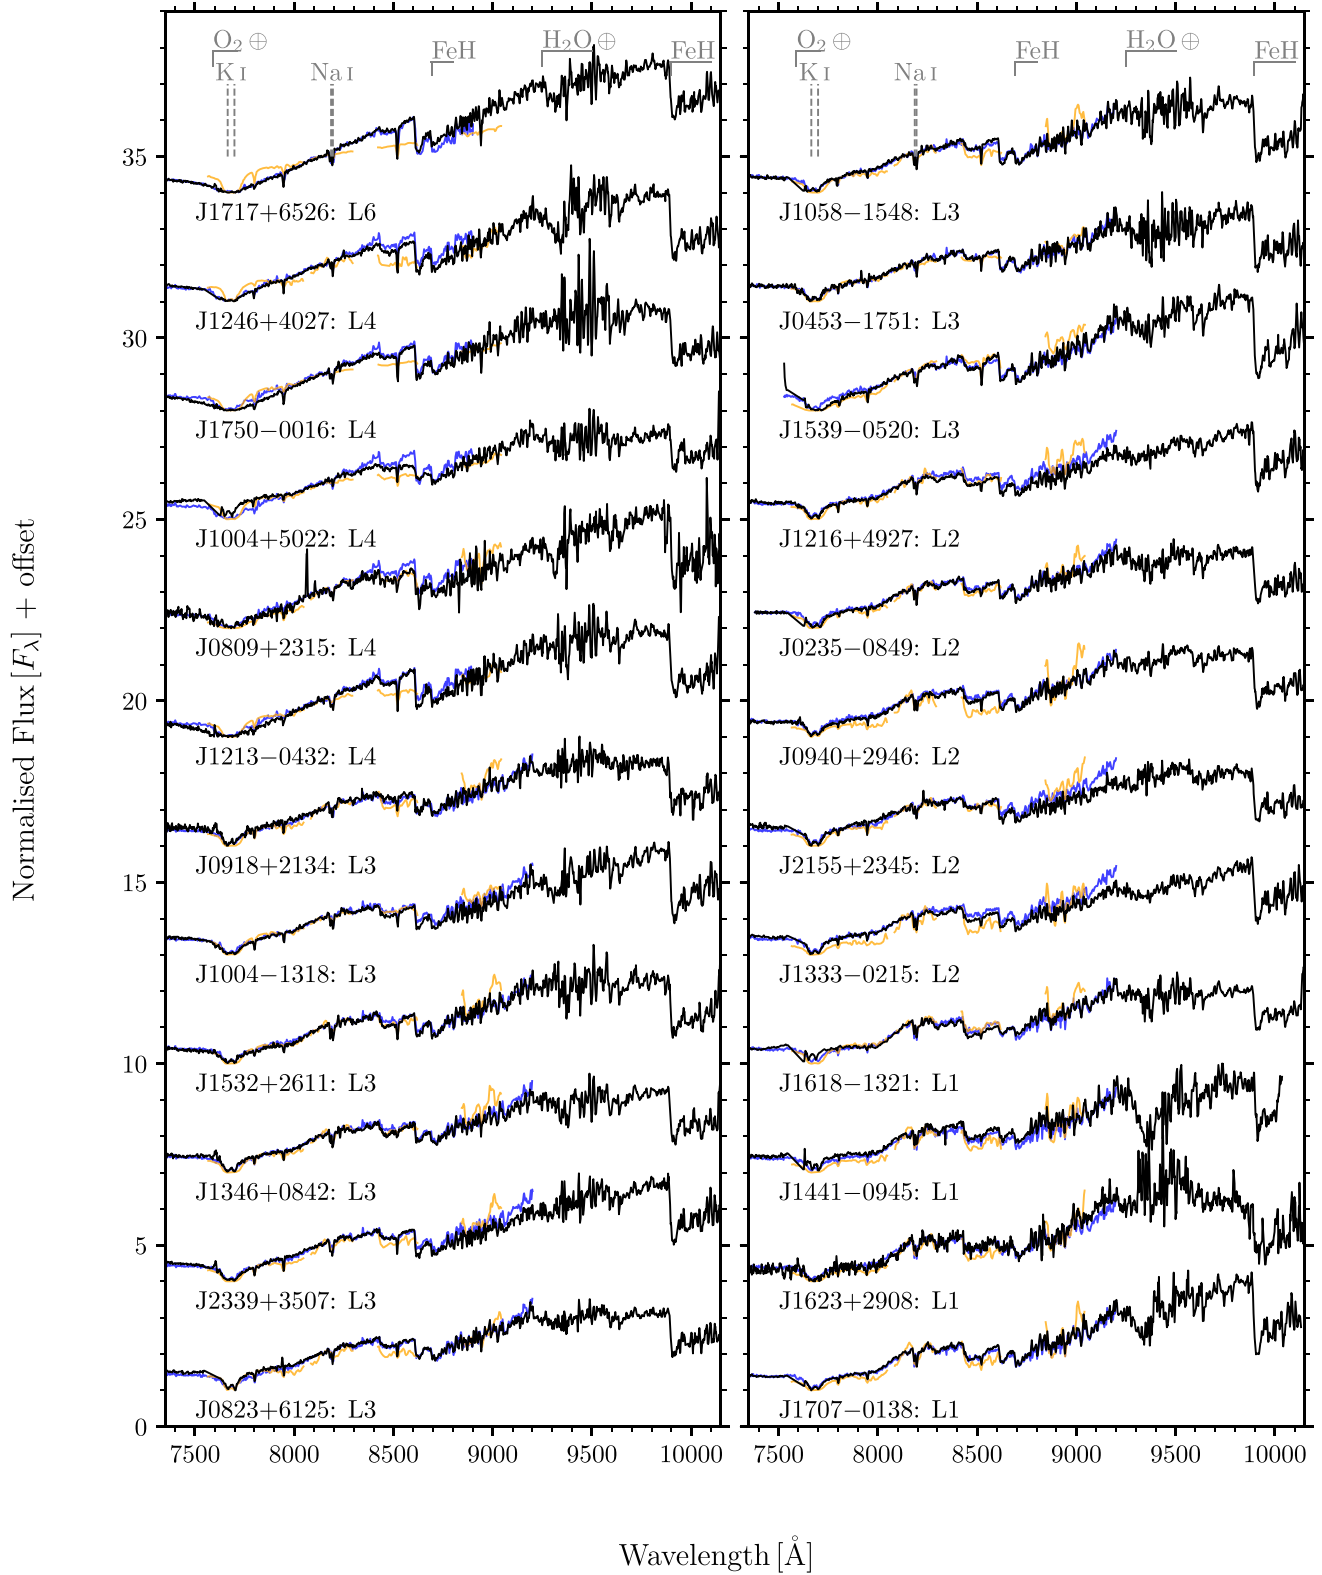 O₂ ⊕
H₂O ⊕
FeH
FeH
K I
Na I
J1717+6526: L6
J1246+4027: L4
J1750−0016: L4
J1004+5022: L4
J0809+2315: L4
J1213−0432: L4
J0918+2134: L3
J1004−1318: L3
J1532+2611: L3
J1346+0842: L3
J2339+3507: L3
J0823+6125: L3
O₂ ⊕
H₂O ⊕
FeH
FeH
K I
Na I
J1058−1548: L3
J0453−1751: L3
J1539−0520: L3
J1216+4927: L2
J0235−0849: L2
J0940+2946: L2
J2155+2345: L2
J1333−0215: L2
J1618−1321: L1
J1441−0945: L1
J1623+2908: L1
J1707−0138: L1
35
30
25
20
15
10
5
0
7500 8000 8500 9000 9500 10000
7500 8000 8500 9000 9500 10000
Normalised Flux [Fλ] + offset
Wavelength [Å]